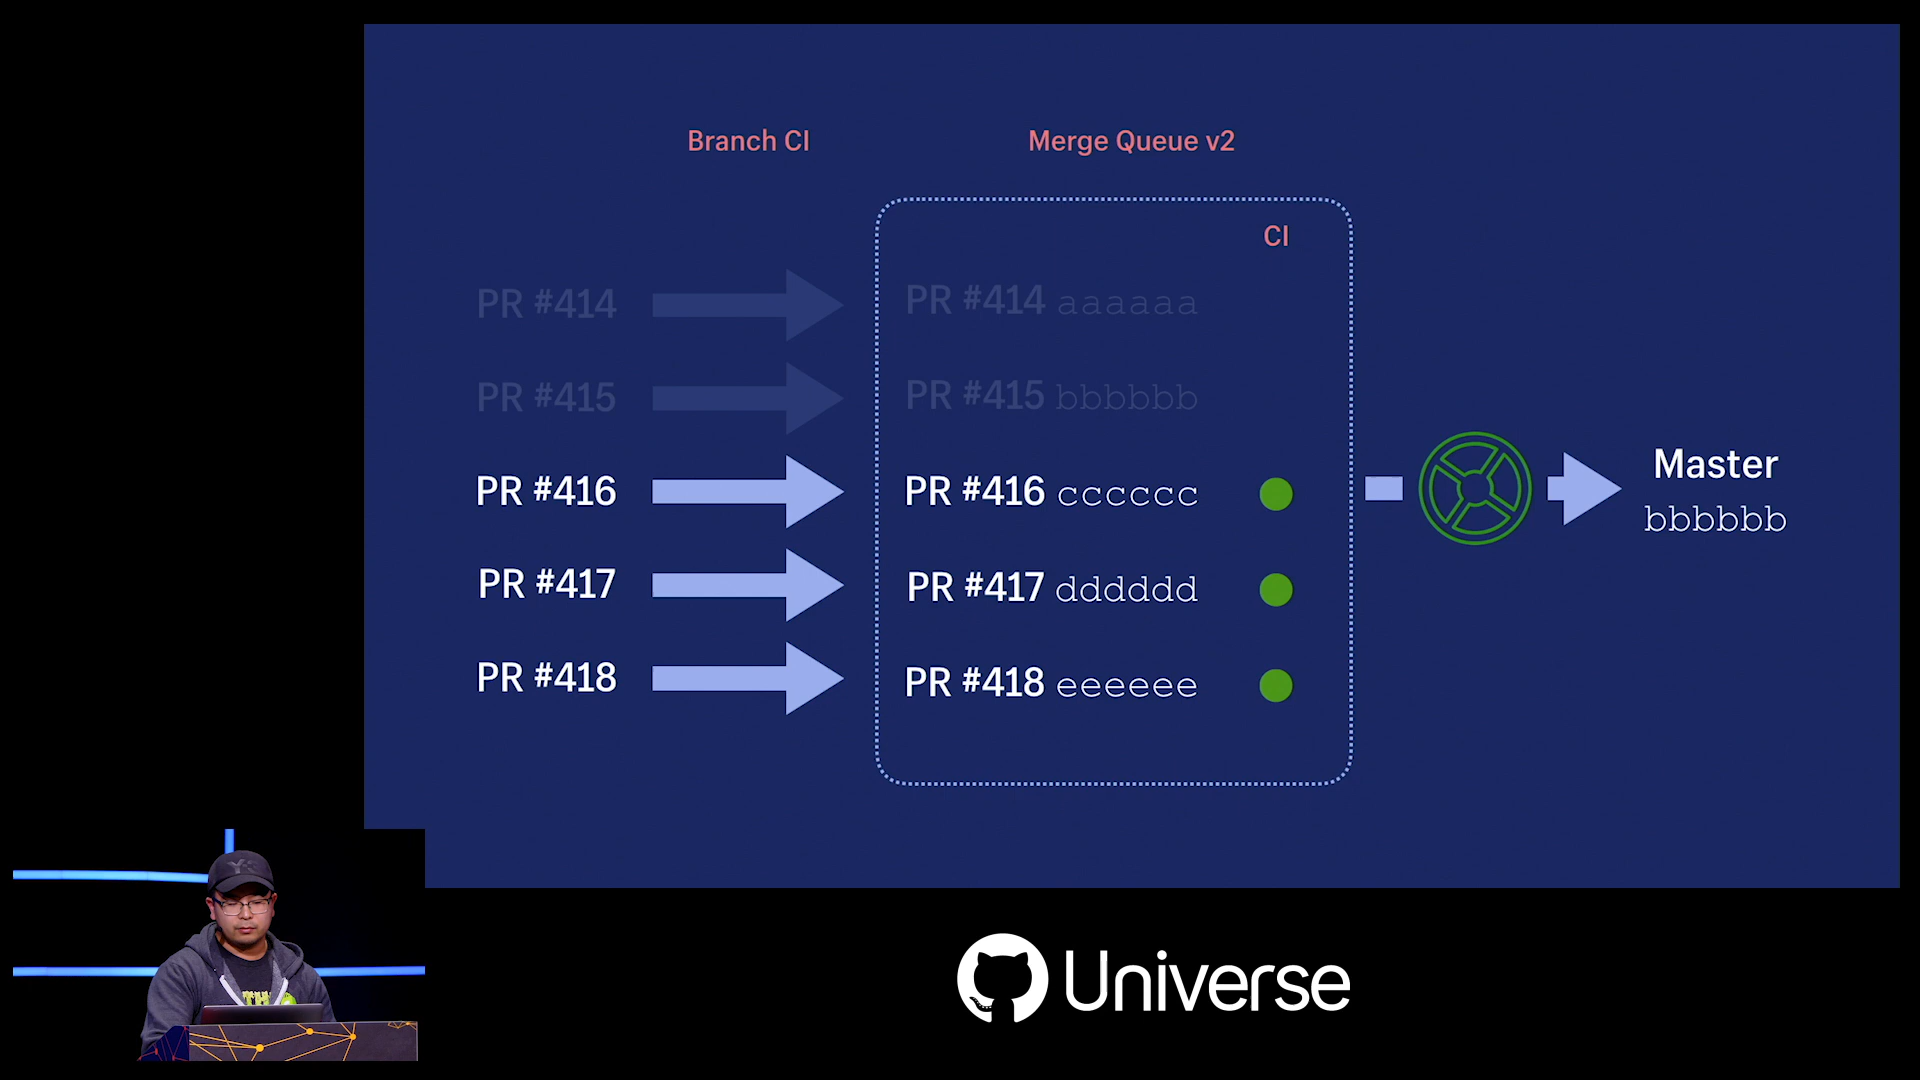 Branch CI
Merge Queue v2
CI
PR #414
PR #414 aaaaaa
PR #415
PR #415 bbbbbb
PR #416
PR #416 cccccc
PR #417
PR #417 dddddd
PR #418
PR #418 eeeeee
Master
bbbbbb
Universe